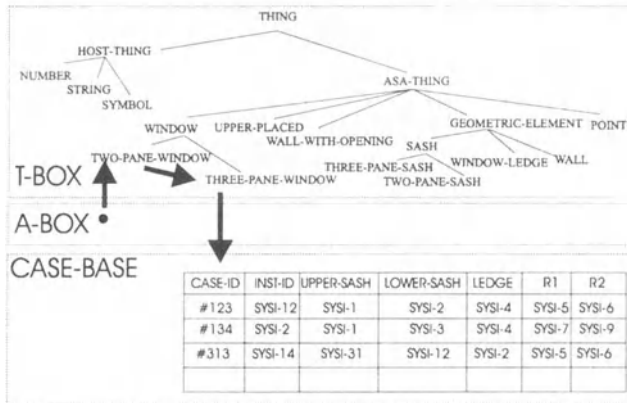 THING
HOST-THING
NUMBER
STRING
SYMBOL
ASA-THING
WINDOW
UPPER-PLACED
WALL-WITH-OPENING
GEOMETRIC-ELEMENT
POINT
SASH
TWO-PANE-WINDOW
THREE-PANE-WINDOW
THREE-PANE-SASH
TWO-PANE-SASH
WINDOW-LEDGE
WALL
T-BOX
A-BOX
CASE-BASE
CASE-ID INST-ID UPPER-SASH LOWER-SASH LEDGE R1 R2
#123 SYSI-12 SYSI-1 SYSI-2 SYSI-4 SYSI-5 SYSI-6
#134 SYSI-2 SYSI-1 SYSI-3 SYSI-4 SYSI-7 SYSI-9
#313 SYSI-14 SYSI-31 SYSI-12 SYSI-2 SYSI-5 SYSI-6